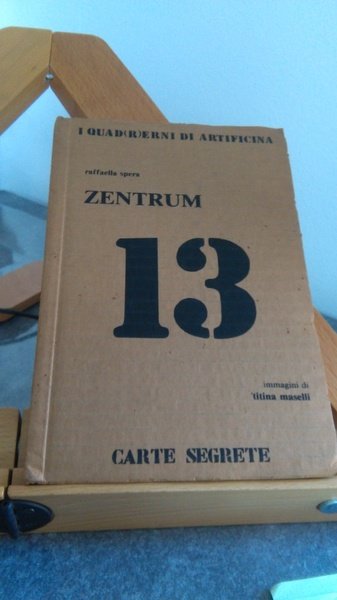 I QUAD(R)ERNI DI ARTIFICINA
raffaella spera
ZENTRUM
13
immagini di
titina maselli
CARTE SEGRETE